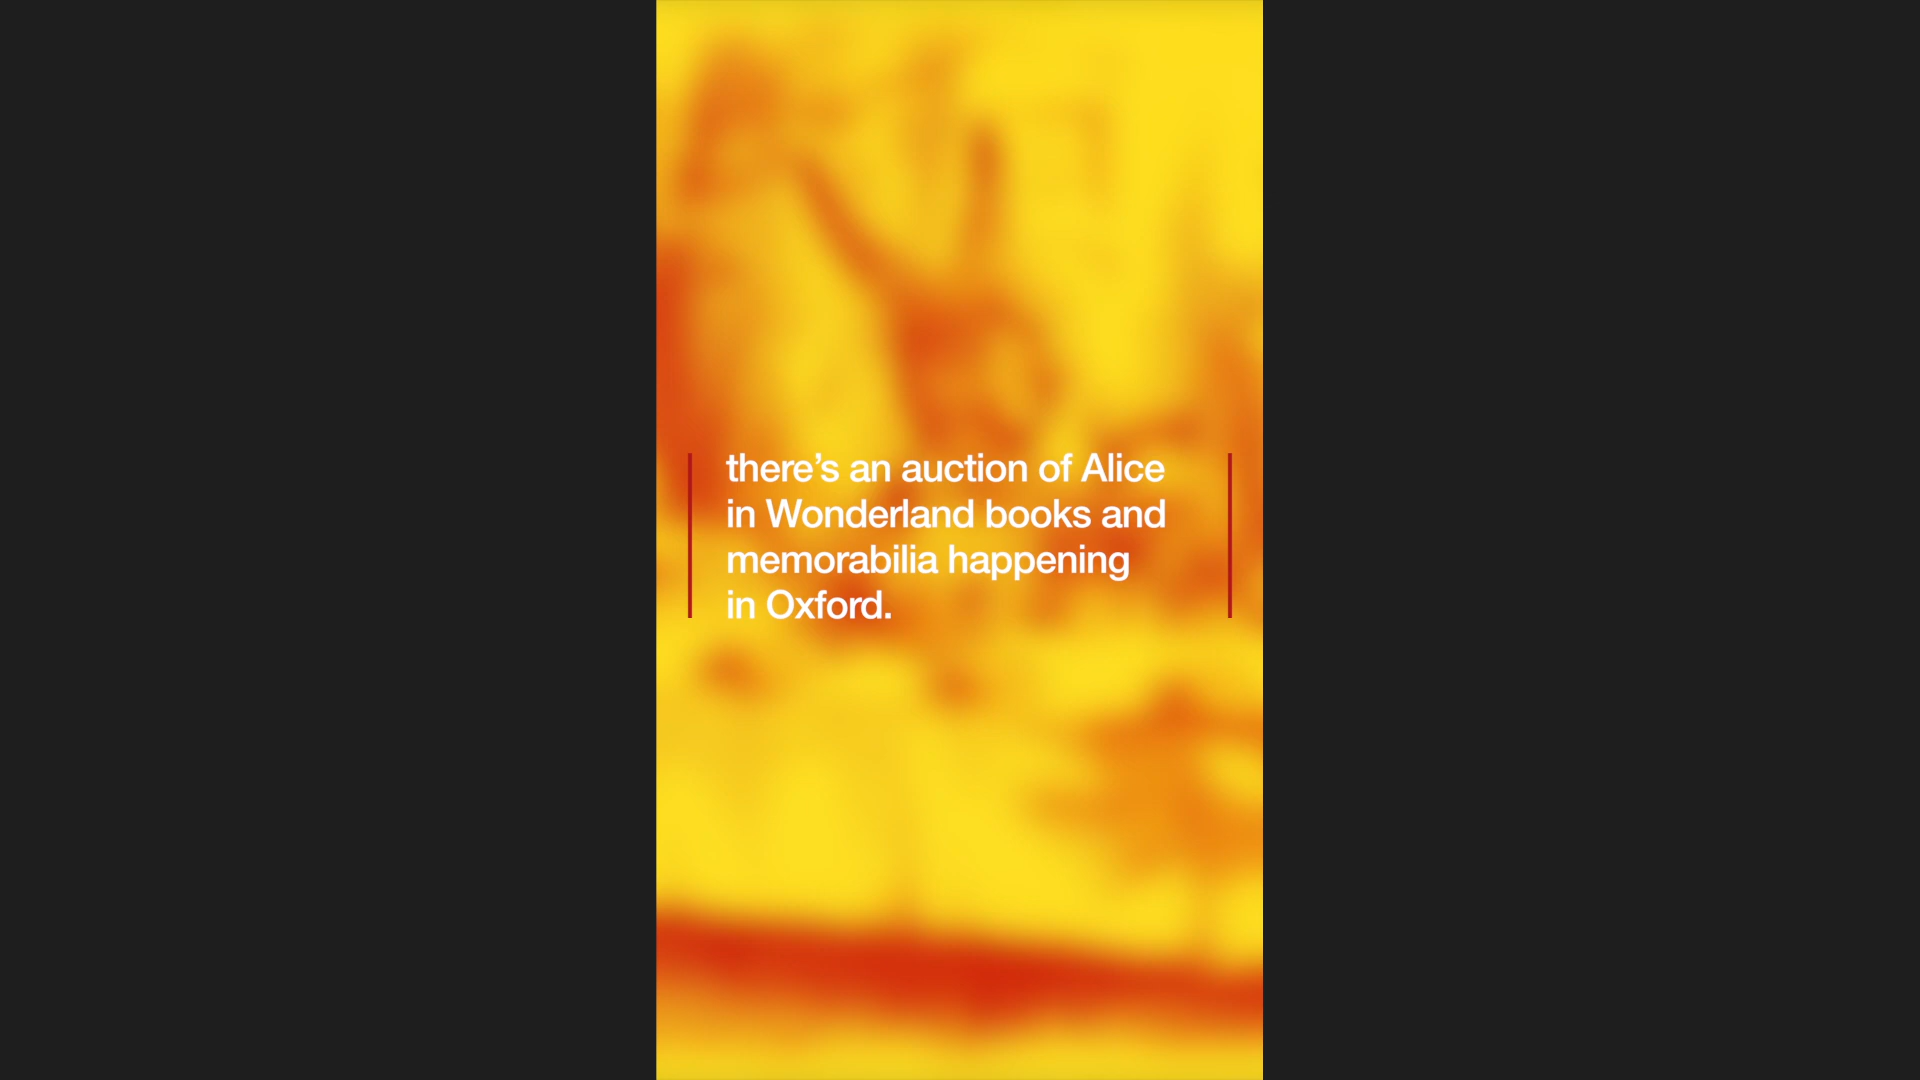 there’s an auction of Alice
in Wonderland books and
memorabilia happening
in Oxford.